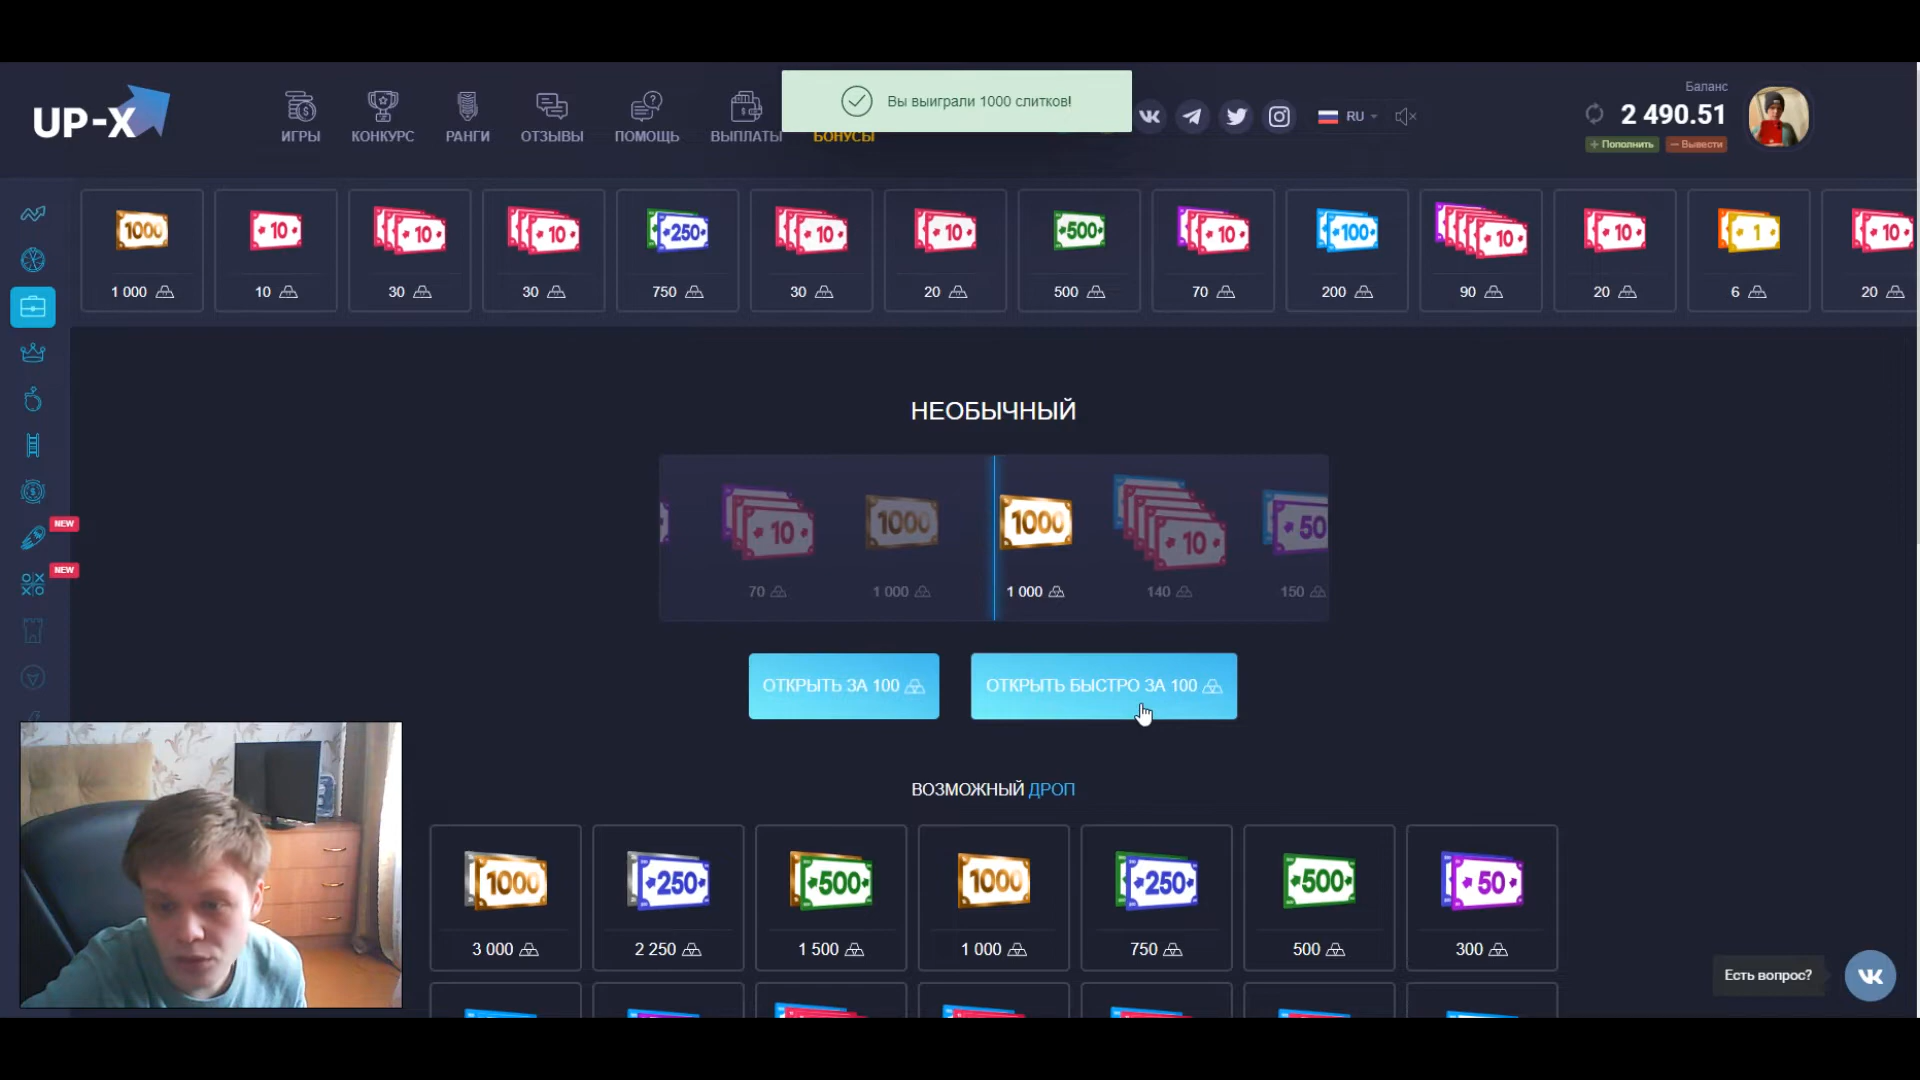 UP-X
ИГРЫ
КОНКУРС
РАНГИ
ОТЗЫВЫ
ПОМОЩЬ
ВЫПЛАТЫ
БОНУСЫ
Вы выиграли 1000 слитков!
RU
Баланс
2 490.51
+ Пополнить
− Вывести
1000
10
10
10
250
10
10
500
10
100
10
10
1
10
1 000
10
30
30
750
30
20
500
70
200
90
20
6
20
NEW
NEW
НЕОБЫЧНЫЙ
10
1000
1000
10
50
70
1 000
1 000
140
150
ОТКРЫТЬ ЗА 100
ОТКРЫТЬ БЫСТРО ЗА 100
ВОЗМОЖНЫЙ ДРОП
1000
250
500
1000
250
500
50
3 000
2 250
1 500
1 000
750
500
300
Есть вопрос?